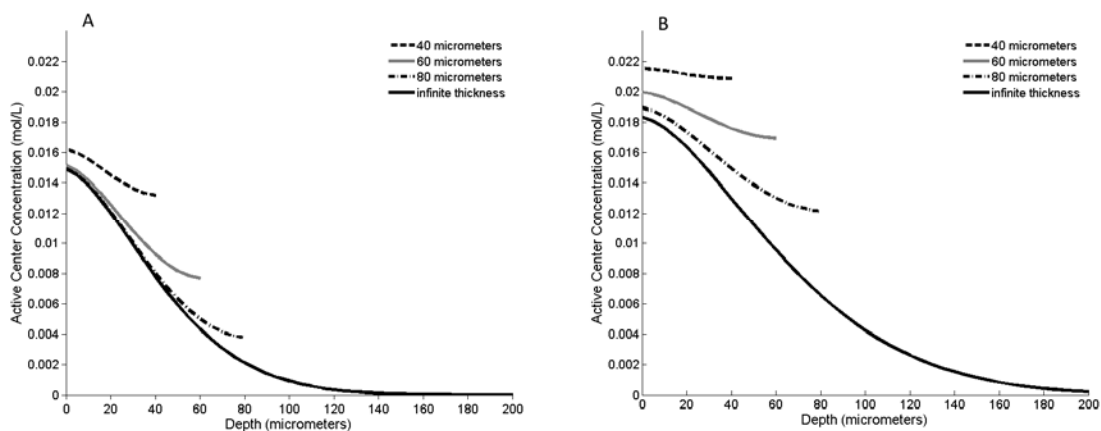 A
Active Center Concentration (mol/L)
0.022
0.02
0.018
0.016
0.014
0.012
0.01
0.008
0.006
0.004
0.002
0
0 20 40 60 80 100 120 140 160 180 200
Depth (micrometers)
40 micrometers
60 micrometers
80 micrometers
infinite thickness
B
Active Center Concentration (mol/L)
0.022
0.02
0.018
0.016
0.014
0.012
0.01
0.008
0.006
0.004
0.002
0
0 20 40 60 80 100 120 140 160 180 200
Depth (micrometers)
40 micrometers
60 micrometers
80 micrometers
infinite thickness